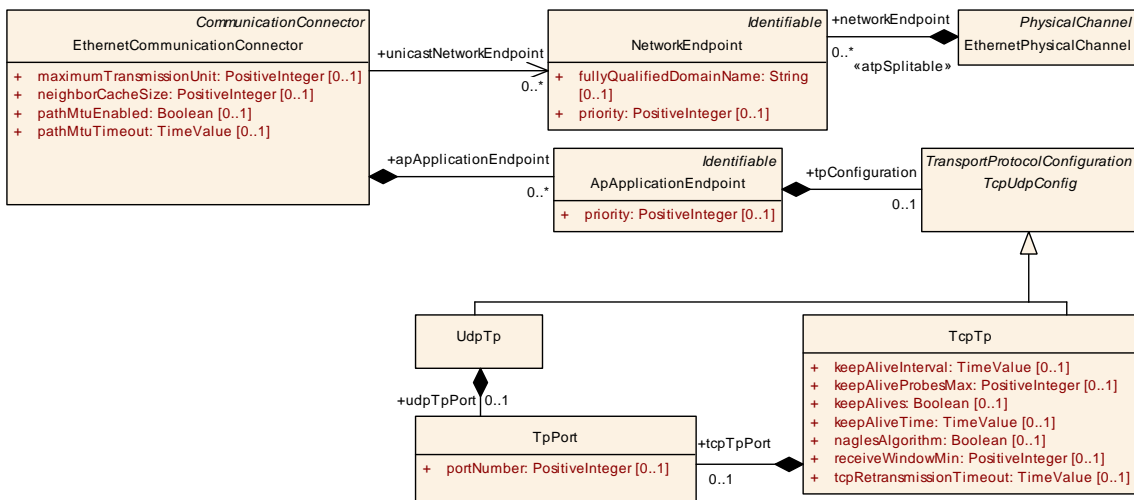 CommunicationConnector
EthernetCommunicationConnector
+ maximumTransmissionUnit: PositiveInteger [0..1]
+ neighborCacheSize: PositiveInteger [0..1]
+ pathMtuEnabled: Boolean [0..1]
+ pathMtuTimeout: TimeValue [0..1]
+unicastNetworkEndpoint
0..*
Identifiable
NetworkEndpoint
+ fullyQualifiedDomainName: String
[0..1]
+ priority: PositiveInteger [0..1]
+networkEndpoint
0..*
«atpSplitable»
PhysicalChannel
EthernetPhysicalChannel
+apApplicationEndpoint
0..*
Identifiable
ApApplicationEndpoint
+ priority: PositiveInteger [0..1]
+tpConfiguration
0..1
TransportProtocolConfiguration
TcpUdpConfig
UdpTp
+udpTpPort
0..1
TpPort
+ portNumber: PositiveInteger [0..1]
+tcpTpPort
0..1
TcpTp
+ keepAliveInterval: TimeValue [0..1]
+ keepAliveProbesMax: PositiveInteger [0..1]
+ keepAlives: Boolean [0..1]
+ keepAliveTime: TimeValue [0..1]
+ naglesAlgorithm: Boolean [0..1]
+ receiveWindowMin: PositiveInteger [0..1]
+ tcpRetransmissionTimeout: TimeValue [0..1]